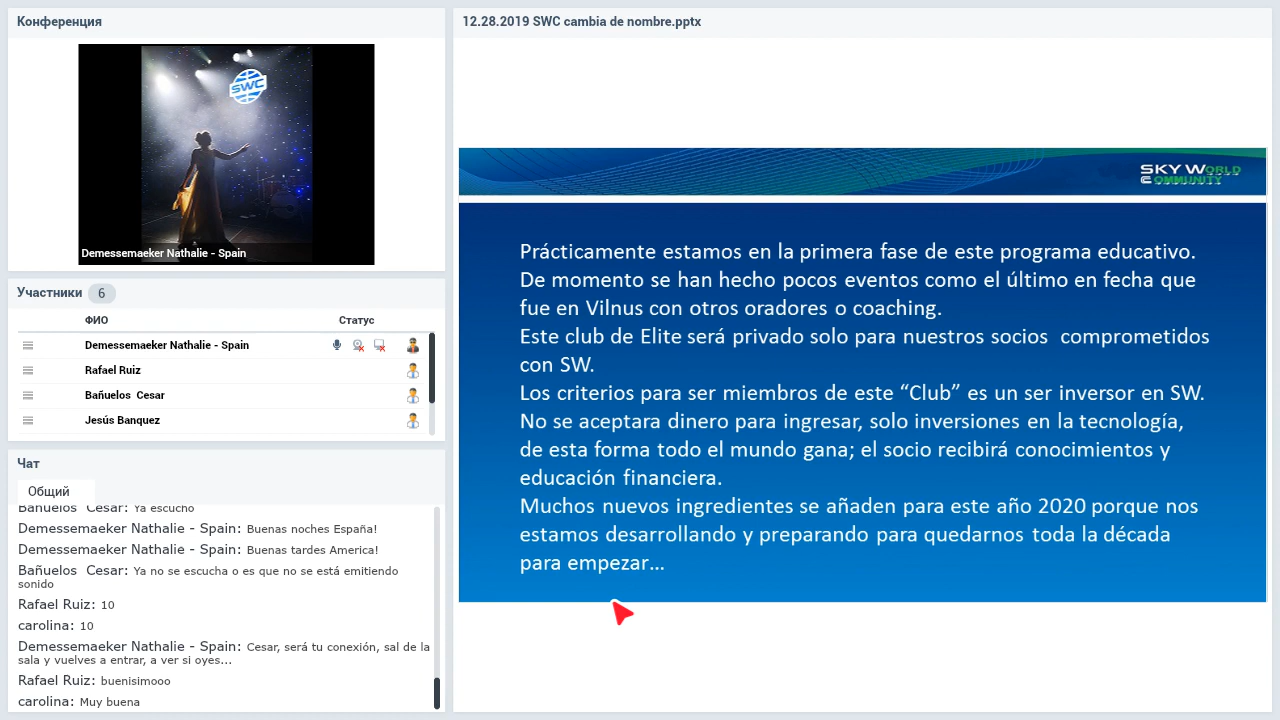 Конференция
SWC
Demessemaeker Nathalie - Spain
Участники 6
ФИО Статус
Demessemaeker Nathalie - Spain
Rafael Ruiz
Bañuelos Cesar
Jesús Banquez
Чат
Общий
Bañuelos Cesar: Ya escucho
Demessemaeker Nathalie - Spain: Buenas noches España!
Demessemaeker Nathalie - Spain: Buenas tardes America!
Bañuelos Cesar: Ya no se escucha o es que no se está emitiendo
sonido
Rafael Ruiz: 10
carolina: 10
Demessemaeker Nathalie - Spain: Cesar, será tu conexión, sal de la
sala y vuelves a entrar, a ver si oyes...
Rafael Ruiz: buenisimooo
carolina: Muy buena
12.28.2019 SWC cambia de nombre.pptx
SKY WORLD
COMMUNITY
Prácticamente estamos en la primera fase de este programa educativo.
De momento se han hecho pocos eventos como el último en fecha que
fue en Vilnus con otros oradores o coaching.
Este club de Elite será privado solo para nuestros socios comprometidos
con SW.
Los criterios para ser miembros de este “Club” es un ser inversor en SW.
No se aceptara dinero para ingresar, solo inversiones en la tecnología,
de esta forma todo el mundo gana; el socio recibirá conocimientos y
educación financiera.
Muchos nuevos ingredientes se añaden para este año 2020 porque nos
estamos desarrollando y preparando para quedarnos toda la década
para empezar...